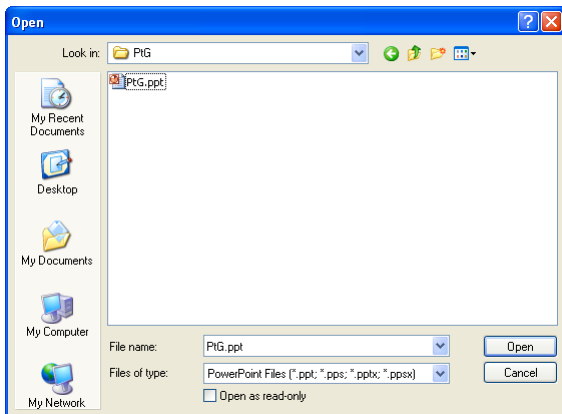 Open
Look in: PtG
PtG.ppt
My Recent
Documents
Desktop
My Documents
My Computer
My Network
File name: PtG.ppt Open
Files of type: PowerPoint Files (*.ppt; *.pps; *.pptx; *.ppsx) Cancel
Open as read-only